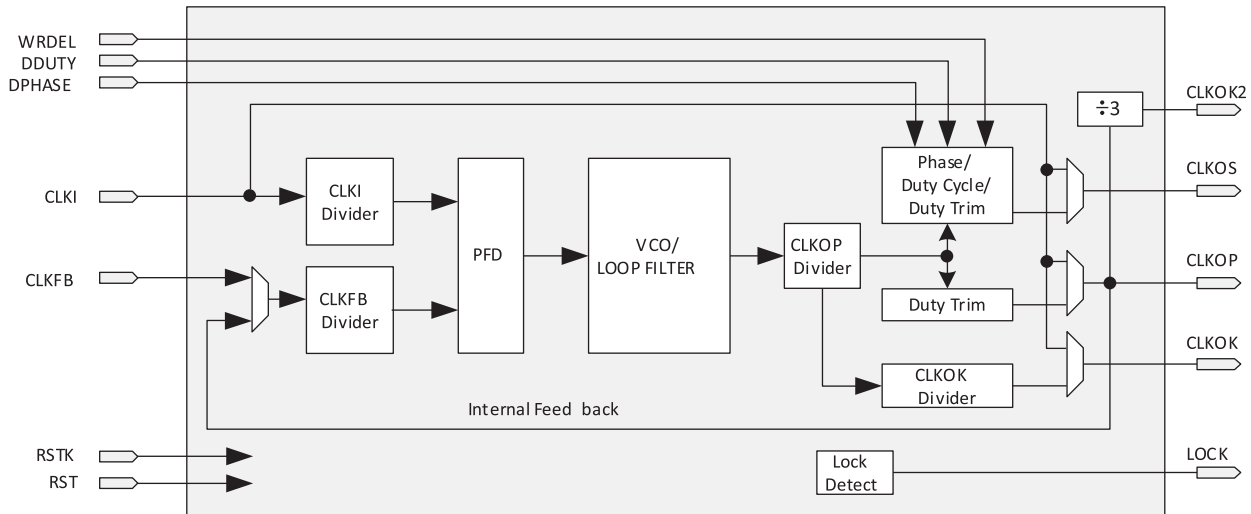 WRDEL
DDUTY
DPHASE
CLKI
CLKFB
RSTK
RST
CLKI
Divider
CLKFB
Divider
PFD
VCO/
LOOP FILTER
CLKOP
Divider
Phase/
Duty Cycle/
Duty Trim
Duty Trim
CLKOK
Divider
Internal Feed back
Lock
Detect
÷3
CLKOK2
CLKOS
CLKOP
CLKOK
LOCK